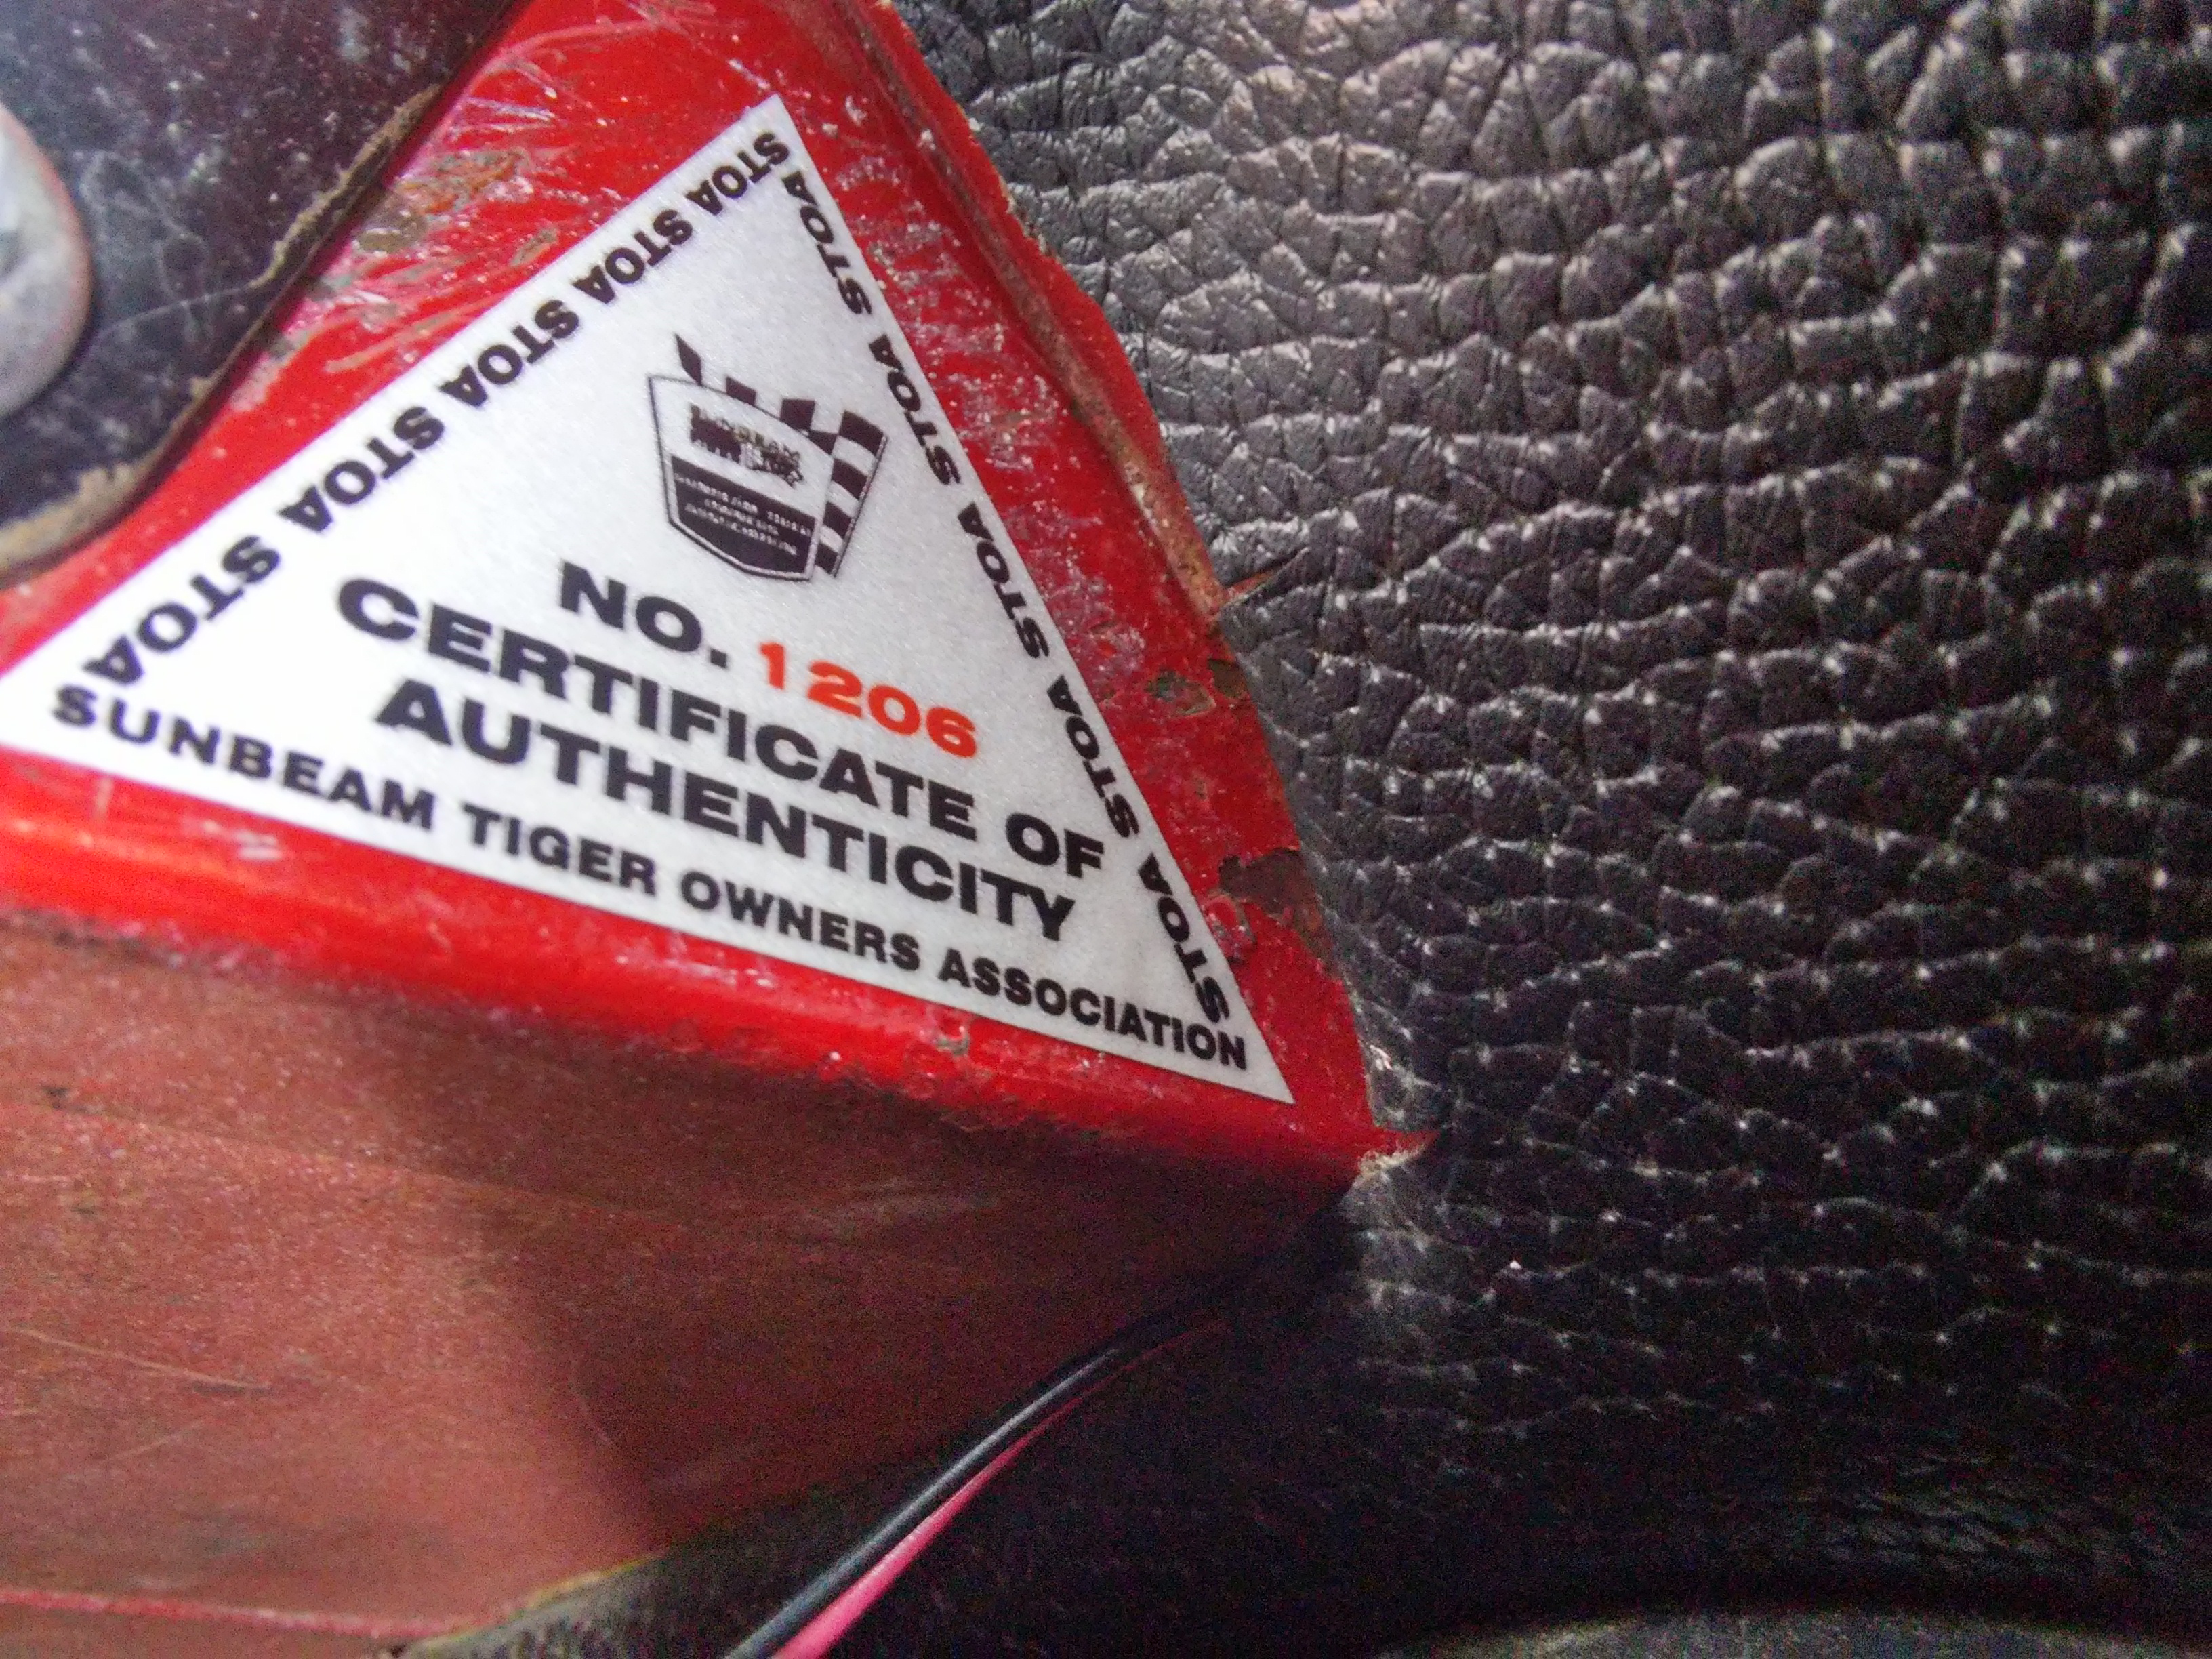 STOA STOA STOA STOA STOA
STOA STOA STOA STOA STOA
NO. 1206
CERTIFICATE OF
AUTHENTICITY
SUNBEAM TIGER OWNERS ASSOCIATION